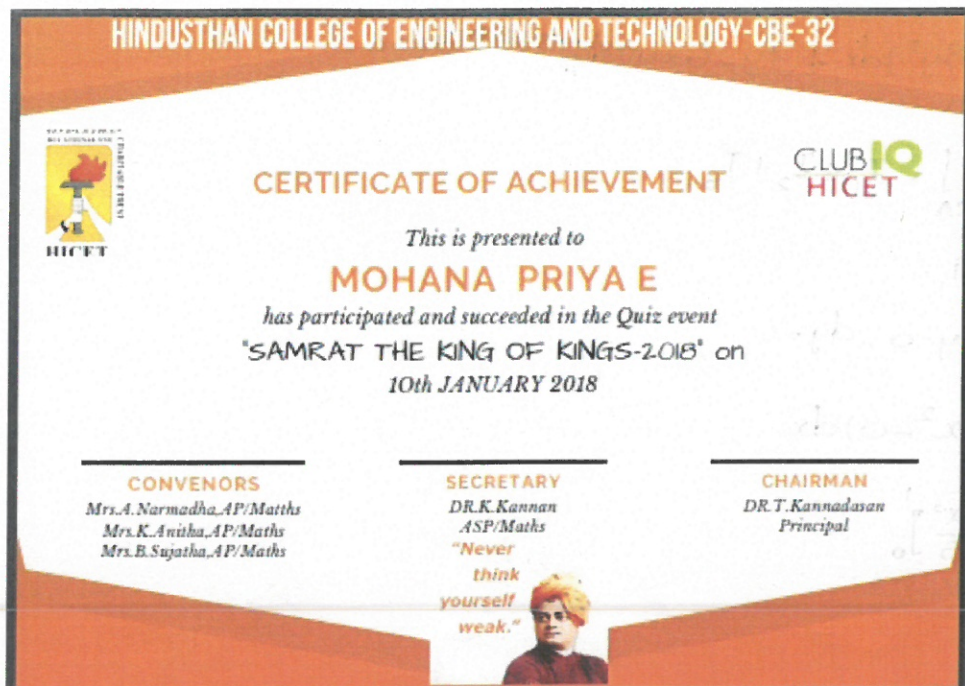 HINDUSTHAN COLLEGE OF ENGINEERING AND TECHNOLOGY-CBE-32
CHARITABLE TRUST
HICET
CLUB IQ
HICET
CERTIFICATE OF ACHIEVEMENT
This is presented to
MOHANA PRIYA E
has participated and succeeded in the Quiz event
"SAMRAT THE KING OF KINGS-2018" on
10th JANUARY 2018
CONVENORS
Mrs.A.Narmadha,AP/Matths
Mrs.K.Anitha,AP/Maths
Mrs.B.Sujatha,AP/Maths
SECRETARY
DR.K.Kannan
ASP/Maths
CHAIRMAN
DR.T.Kannadasan
Principal
"Never
think
yourself
weak."